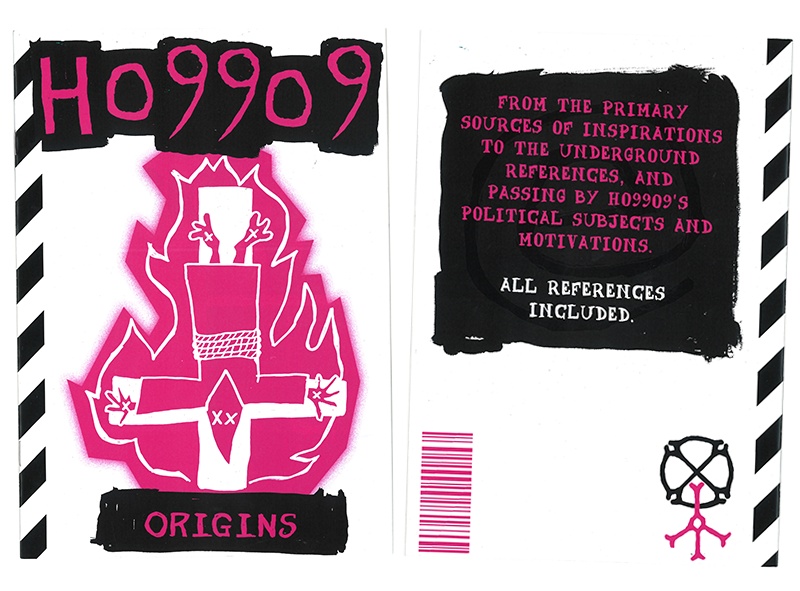 HO99O9
ORIGINS
FROM THE PRIMARY
SOURCES OF INSPIRATIONS
TO THE UNDERGROUND
REFERENCES, AND
PASSING BY HO9909'S
POLITICAL SUBJECTS AND
MOTIVATIONS.
ALL REFERENCES
INCLUDED.